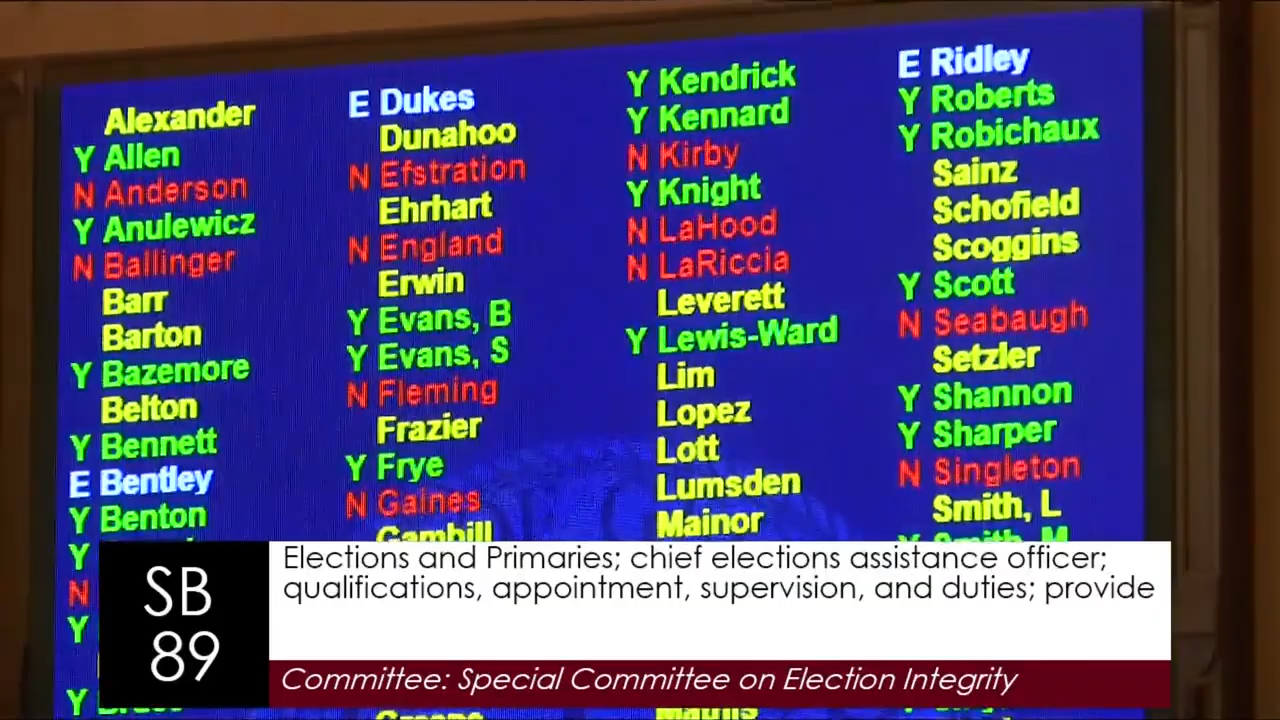 Alexander
Y Allen
N Anderson
Y Anulewicz
N Ballinger
Barr
Barton
Y Bazemore
Belton
Y Bennett
E Bentley
Y Benton
Y
N
Y
Y
E Dukes
Dunahoo
N Efstration
Ehrhart
N England
Erwin
Y Evans, B
Y Evans, S
N Fleming
Frazier
Y Frye
N Gaines
Gambill
Y Kendrick
Y Kennard
N Kirby
Y Knight
N LaHood
N LaRiccia
Leverett
Y Lewis-Ward
Lim
Lopez
Lott
Lumsden
Mainor
E Ridley
Y Roberts
Y Robichaux
Sainz
Schofield
Scoggins
Y Scott
N Seabaugh
Setzler
Y Shannon
Y Sharper
N Singleton
Smith, L
Y Smith, M
SB
89
Elections and Primaries; chief elections assistance officer;
qualifications, appointment, supervision, and duties; provide
Committee: Special Committee on Election Integrity